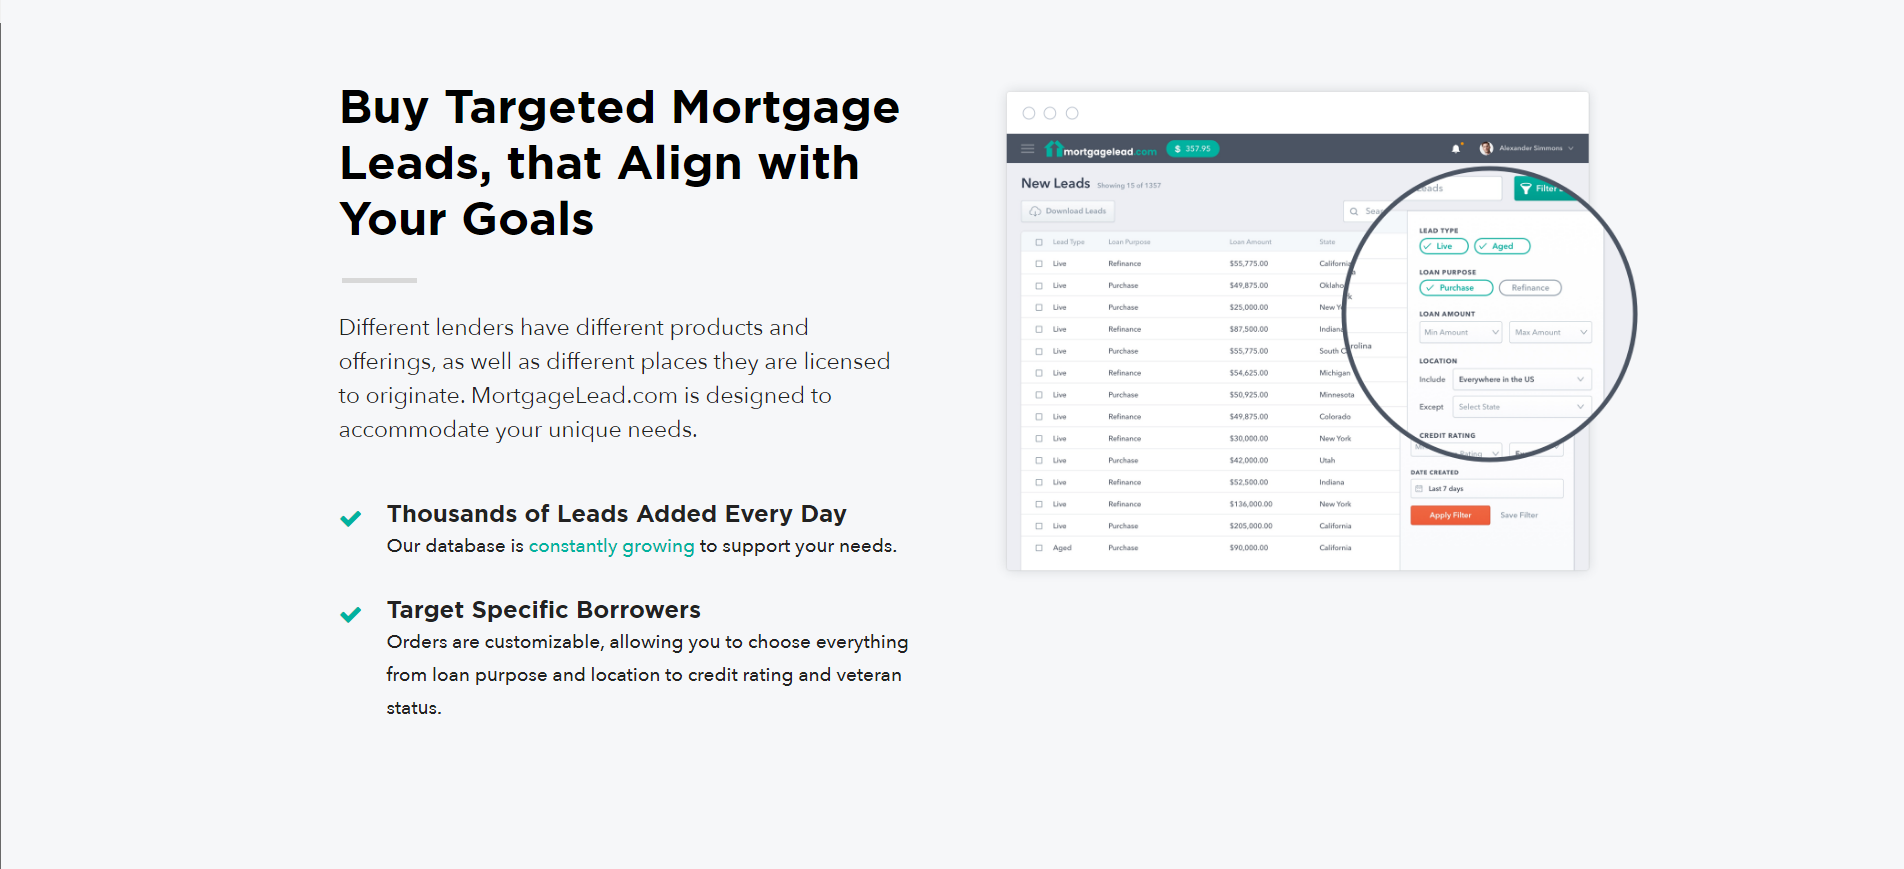 Buy Targeted Mortgage
Leads, that Align with
Your Goals
Different lenders have different products and
offerings, as well as different places they are licensed
to originate. MortgageLead.com is designed to
accommodate your unique needs.
Thousands of Leads Added Every Day
Our database is constantly growing to support your needs.
Target Specific Borrowers
Orders are customizable, allowing you to choose everything
from loan purpose and location to credit rating and veteran
status.
mortgagelead.com $ 357.95 Alexander Simmons
New Leads Showing 15 of 1357
Download Leads
Lead Type Loan Purpose Loan Amount State
Live Refinance $55,775.00 California
Live Purchase $49,875.00
Live Purchase $25,000.00 New
Live Refinance $87,500.00 Indiana
Live Purchase $55,775.00 South
Live Refinance $54,625.00 Michigan
Live Purchase $50,925.00 Minnesota
Live Refinance $49,875.00 Colorado
Live Refinance $30,000.00 New York
Live Purchase $42,000.00 Utah
Live Refinance $52,500.00 Indiana
Live Refinance $136,000.00 New York
Live Purchase $205,000.00 California
Aged Purchase $90,000.00 California
Filter
LEAD TYPE
Live Aged
LOAN PURPOSE
Purchase Refinance
LOAN AMOUNT
Min Amount Max Amount
LOCATION
Include Everywhere in the US
Except Select State
CREDIT RATING
Rating
DATE CREATED
Last 7 days
Apply Filter Save Filter